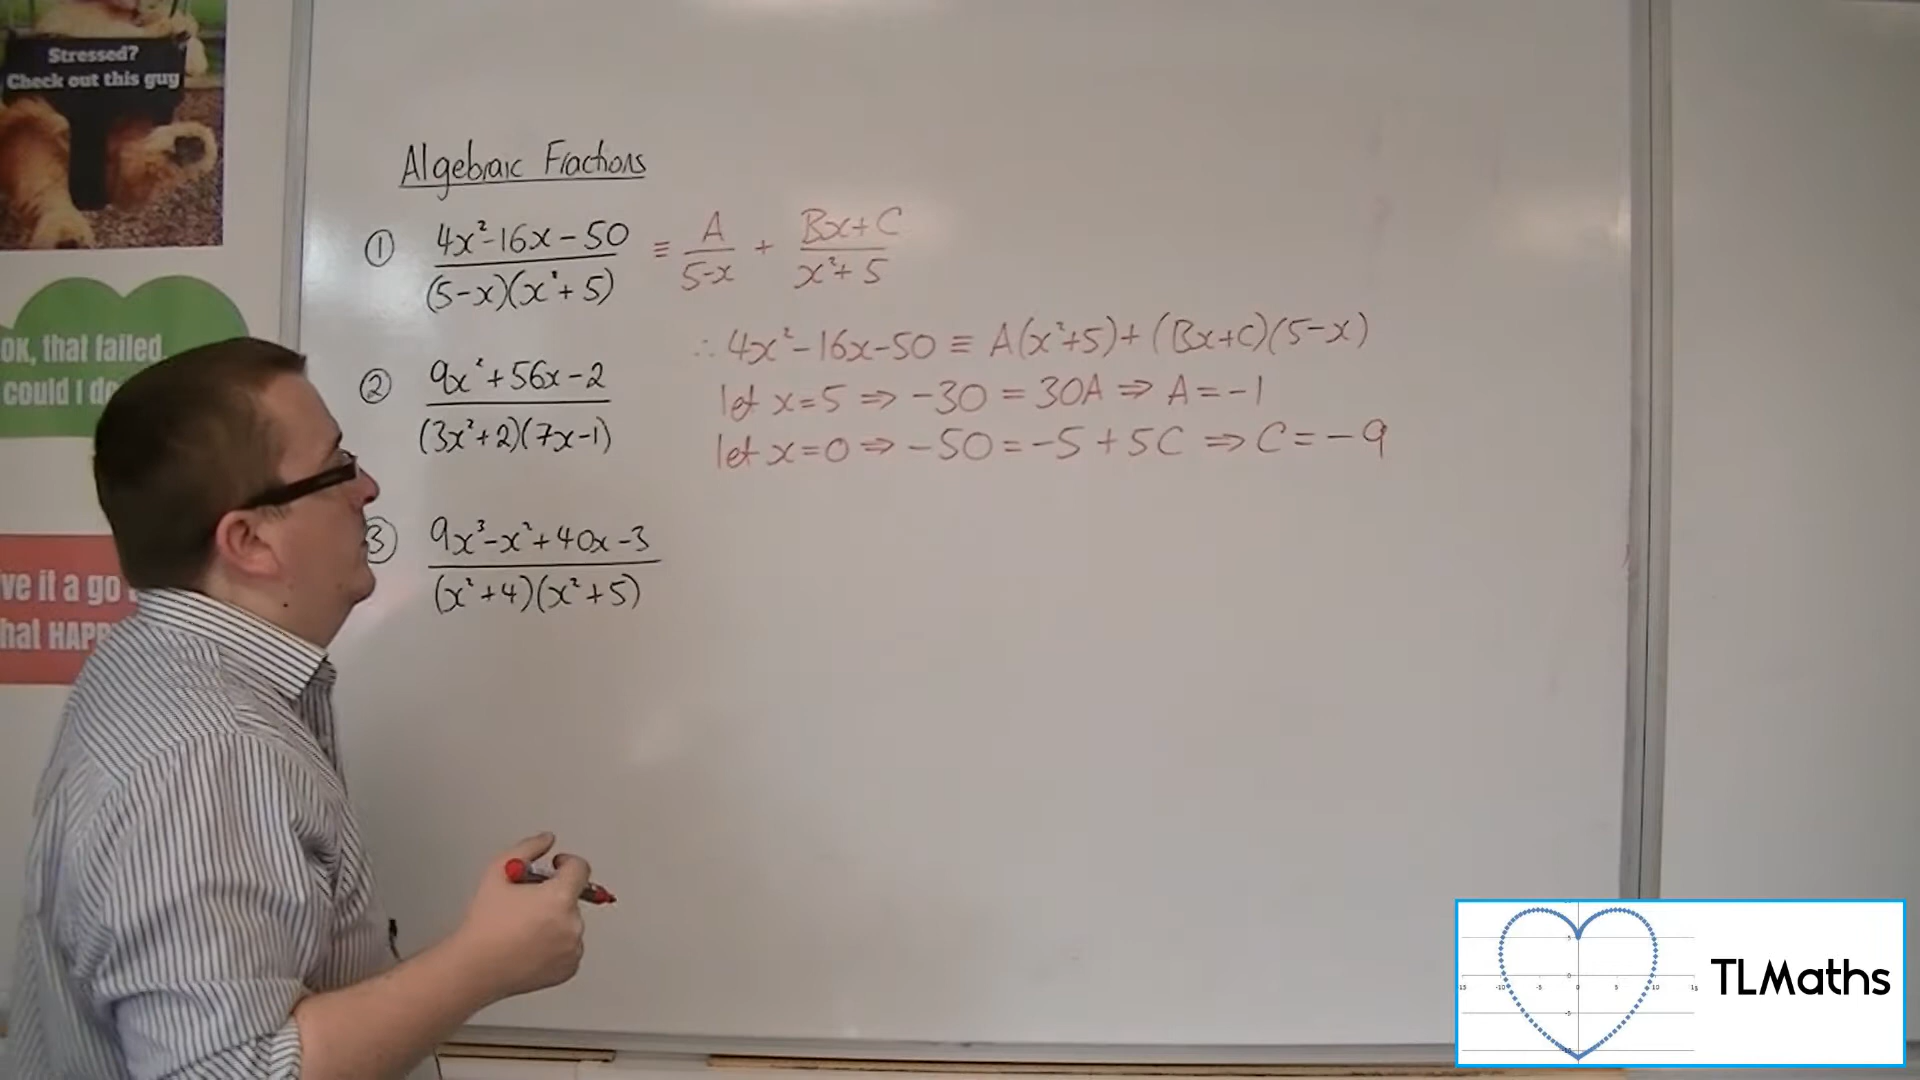 Stressed?
Check out this guy
OK, that failed.
could I do
ve it a go
hat HAPP
Algebraic Fractions
① 4x²-16x-50 / (5-x)(x²+5) ≡ A / 5-x + Bx+C / x²+5
∴ 4x²-16x-50 ≡ A(x²+5)+(Bx+C)(5-x)
let x=5 ⇒ -30 = 30A ⇒ A=-1
let x=0 ⇒ -50=-5+5C ⇒ C=-9
② 9x²+56x-2 / (3x²+2)(7x-1)
③ 9x³-x²+40x-3 / (x²+4)(x²+5)
TLMaths